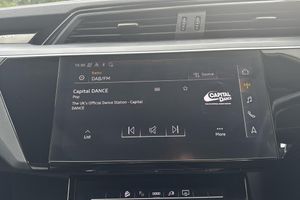 Radio
DAB/FM
Source
Capital DANCE
Pop
The UK's Official Dance Station - Capital
DANCE
CAPITAL
DANCE
List
More